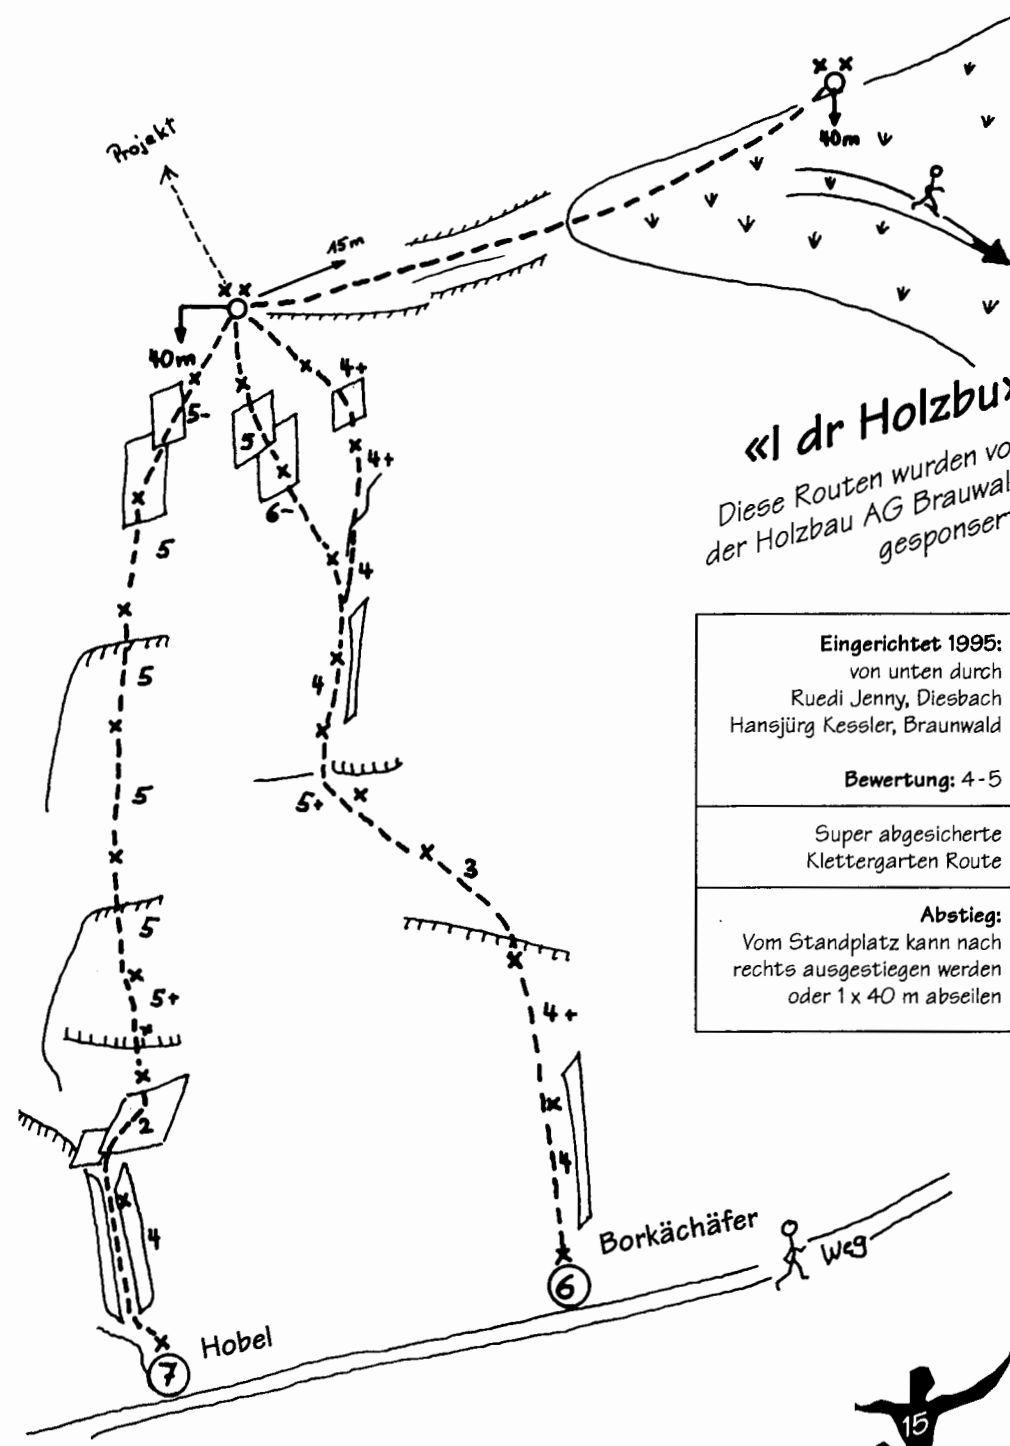 Projekt
40m
15m
40m
5-
5
6-
4+
4+
5
4
5
4
5
5+
3
5
5+
4+
2
4
4
«I dr Holzbu»
Diese Routen wurden vo
der Holzbau AG Brauwal
gesponser
Eingerichtet 1995:
von unten durch
Ruedi Jenny, Diesbach
Hansjürg Kessler, Braunwald
Bewertung: 4-5
Super abgesicherte
Klettergarten Route
Abstieg:
Vom Standplatz kann nach
rechts ausgestiegen werden
oder 1 x 40 m abseilen
Borkächäfer
6
Weg
Hobel
7
15